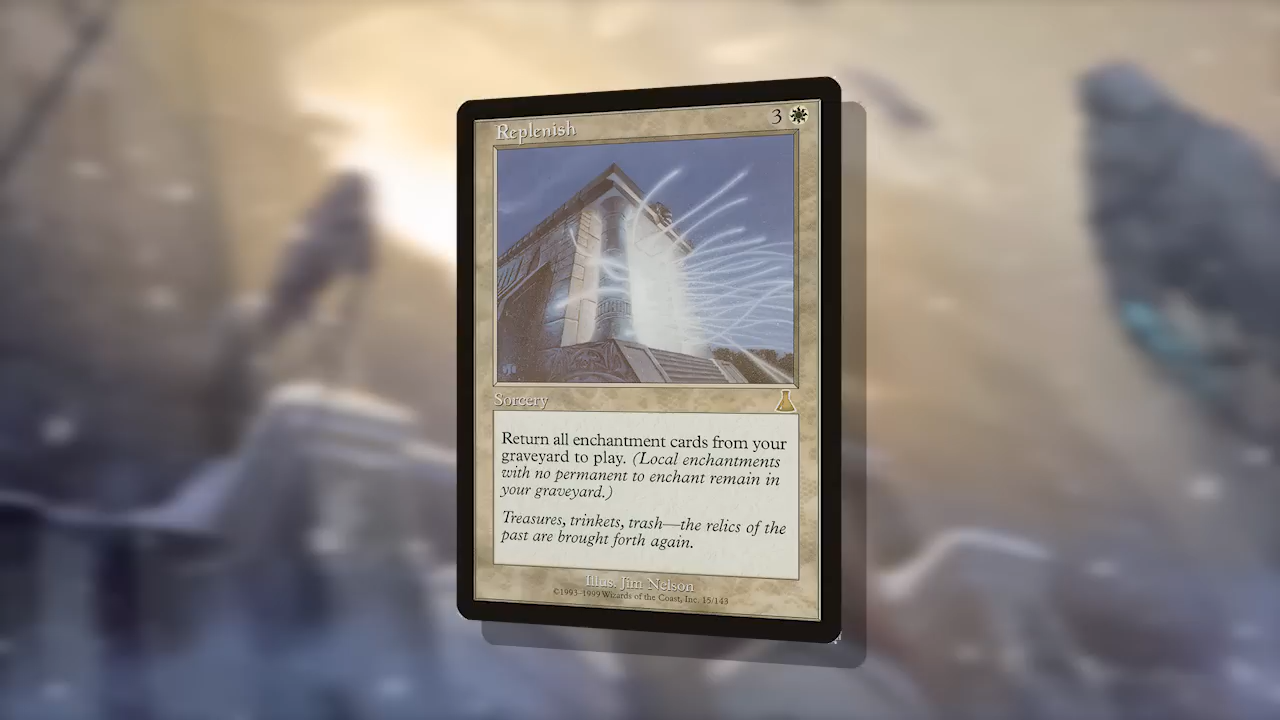 Replenish
3
Sorcery
Return all enchantment cards from your
graveyard to play. (Local enchantments
with no permanent to enchant remain in
your graveyard.)
Treasures, trinkets, trash—the relics of the
past are brought forth again.
Illus. Jim Nelson
©1993–1999 Wizards of the Coast, Inc. 15/143